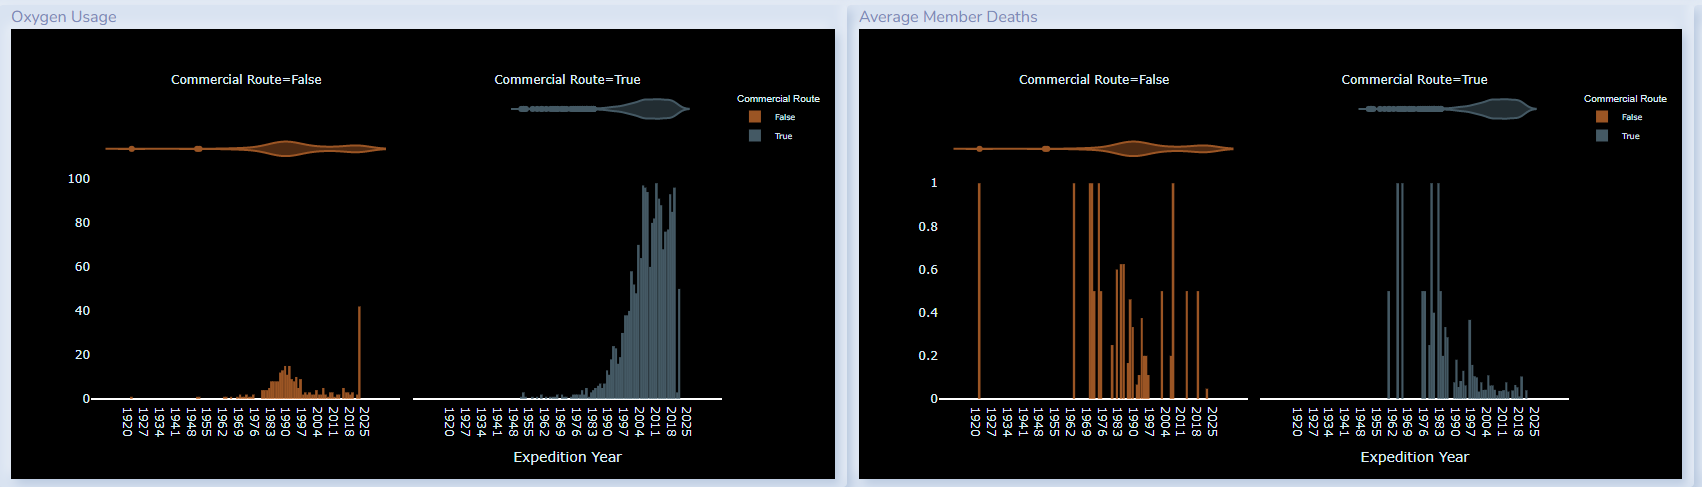 Oxygen Usage
Commercial Route=False
Commercial Route=True
Commercial Route
False
True
100
80
60
40
20
0
1920 1927 1934 1941 1948 1955 1962 1969 1976 1983 1990 1997 2004 2011 2018 2025
1920 1927 1934 1941 1948 1955 1962 1969 1976 1983 1990 1997 2004 2011 2018 2025
Expedition Year
Average Member Deaths
Commercial Route=False
Commercial Route=True
Commercial Route
False
True
1
0.8
0.6
0.4
0.2
0
1920 1927 1934 1941 1948 1955 1962 1969 1976 1983 1990 1997 2004 2011 2018 2025
1920 1927 1934 1941 1948 1955 1962 1969 1976 1983 1990 1997 2004 2011 2018 2025
Expedition Year